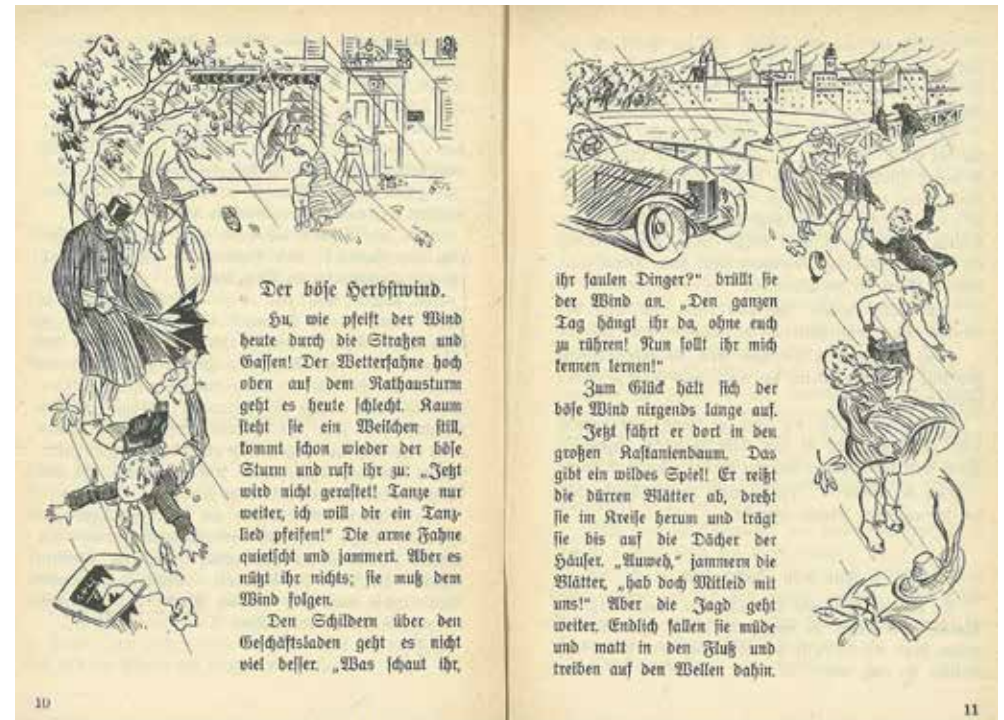 ZUCKERBÄCKER
Der böse Herbstwind.
Hu, wie pfeift der Wind
heute durch die Straßen und
Gassen! Der Wetterfahne hoch
oben auf dem Rathausturm
geht es heute schlecht. Kaum
steht sie ein Weilchen still,
kommt schon wieder der böse
Sturm und ruft ihr zu: „Jetzt
wird nicht gerastet! Tanze nur
weiter, ich will dir ein Tanz-
lied pfeifen!“ Die arme Fahne
quietscht und jammert. Aber es
nützt ihr nichts; sie muß dem
Wind folgen.
Den Schildern über den
Geschäftsladen geht es nicht
viel besser. „Was schaut ihr,
10
ihr faulen Dinger?“ brüllt sie
der Wind an. „Den ganzen
Tag hängt ihr da, ohne euch
zu rühren! Nun sollt ihr mich
kennen lernen!“
Zum Glück hält sich der
böse Wind nirgends lange auf.
Jetzt fährt er dort in den
großen Kastanienbaum. Das
gibt ein wildes Spiel! Er reißt
die dürren Blätter ab, dreht
sie im Kreise herum und trägt
sie bis auf die Dächer der
Häuser. „Auweh,“ jammern die
Blätter, „hab doch Mitleid mit
uns!“ Aber die Jagd geht
weiter. Endlich fallen sie müde
und matt in den Fluß und
treiben auf den Wellen dahin.
11